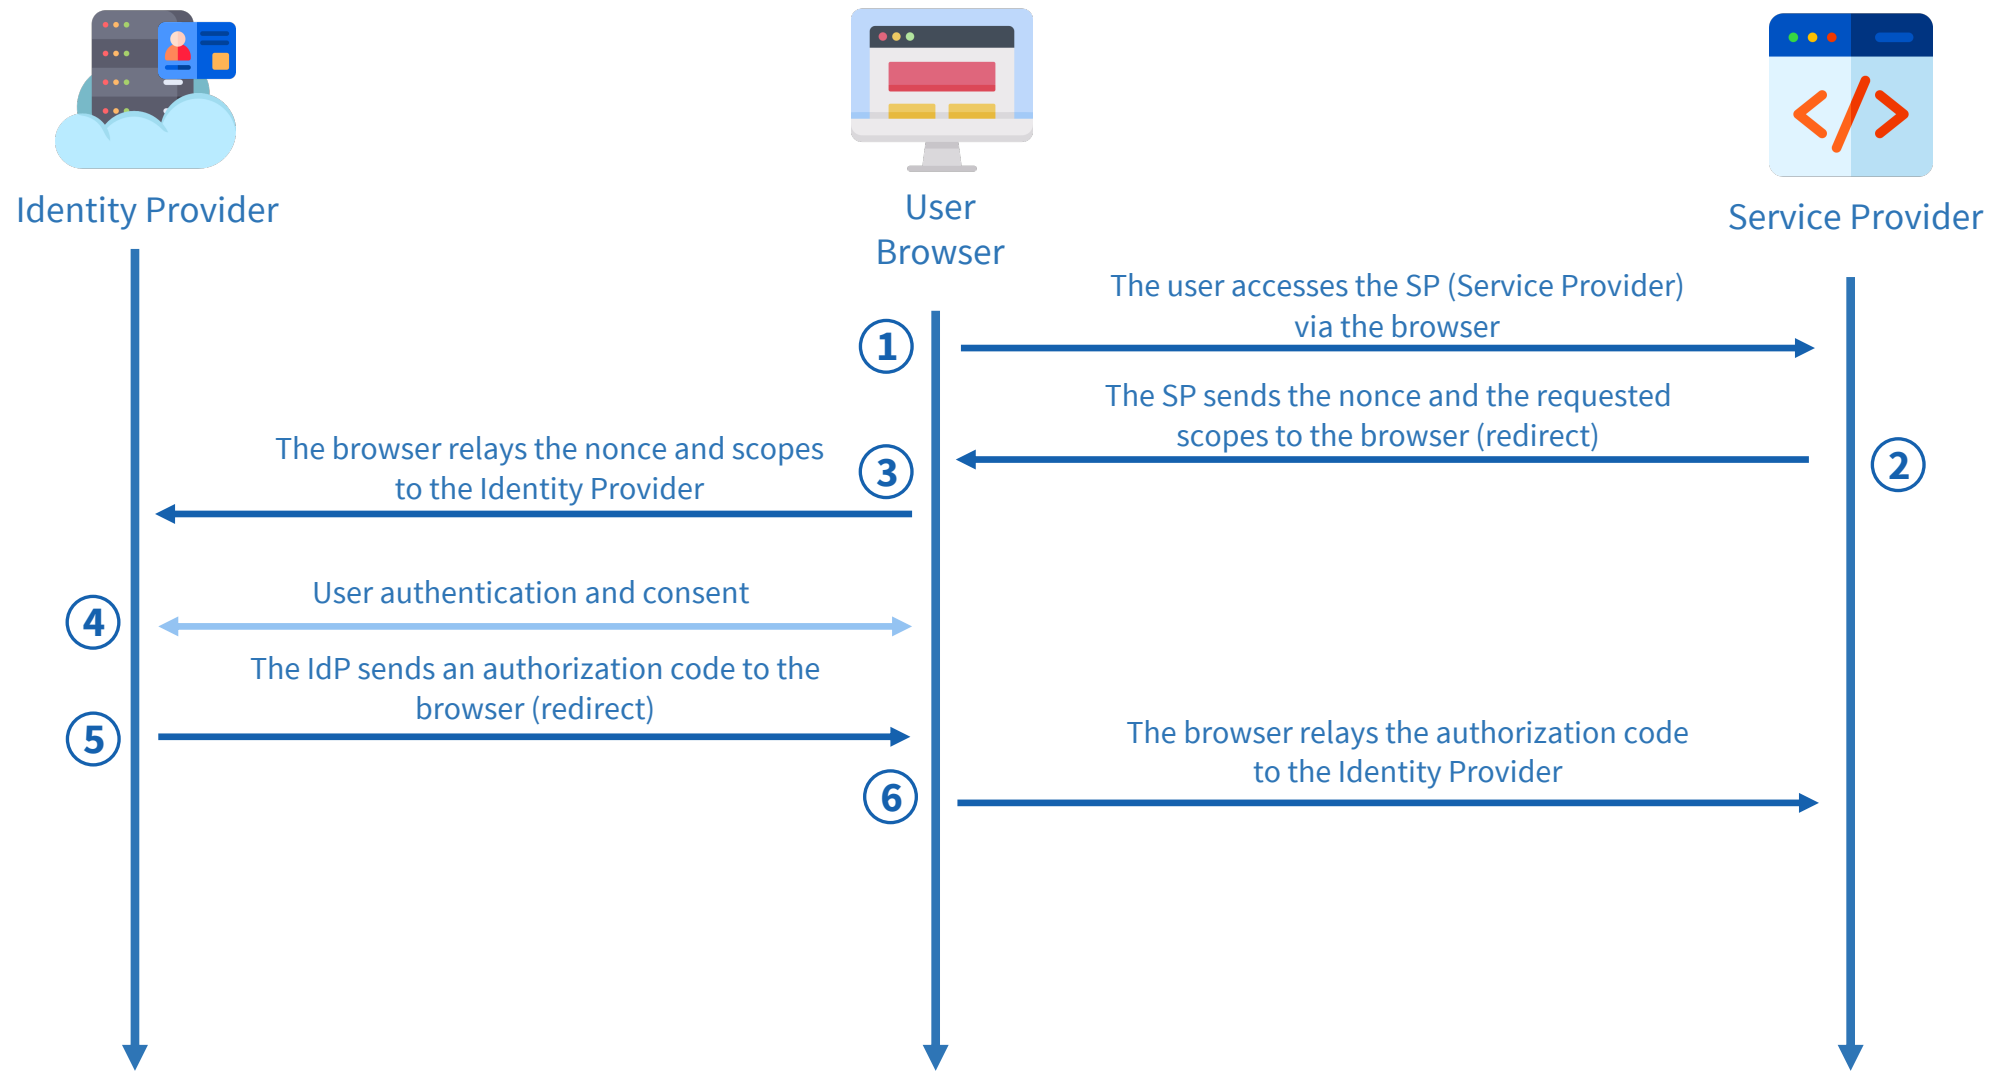 Identity Provider
User
Browser
Service Provider
The user accesses the SP (Service Provider)
via the browser
1
The SP sends the nonce and the requested
scopes to the browser (redirect)
2
The browser relays the nonce and scopes
to the Identity Provider
3
User authentication and consent
4
The IdP sends an authorization code to the
browser (redirect)
5
The browser relays the authorization code
to the Identity Provider
6